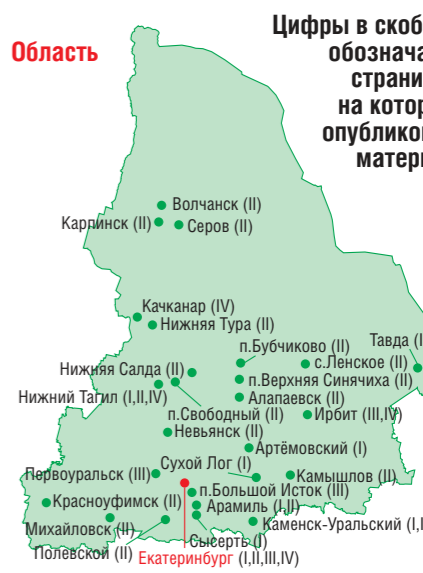 Область
Цифры в скоб
обознача
страни
на котор
опубликов
матери
Волчанск (II)
Карпинск (II)
Серов (II)
Качканар (IV)
Нижняя Тура (II)
п.Бубчиково (II)
Тавда (I
с.Ленское (II)
Нижняя Салда (II)
п.Верхняя Синячиха (II)
Нижний Тагил (I,II,IV)
Алапаевск (II)
п.Свободный (II)
Ирбит (III,IV)
Невьянск (II)
Артёмовский (I)
Сухой Лог (I)
Первоуральск (III)
Камышлов (II)
п.Большой Исток (III)
Красноуфимск (II)
Арамиль (I,II)
Михайловск (II)
Каменск-Уральский (I,I
Сысерть (I)
Полевской (II)
Екатеринбург (I,II,III,IV)